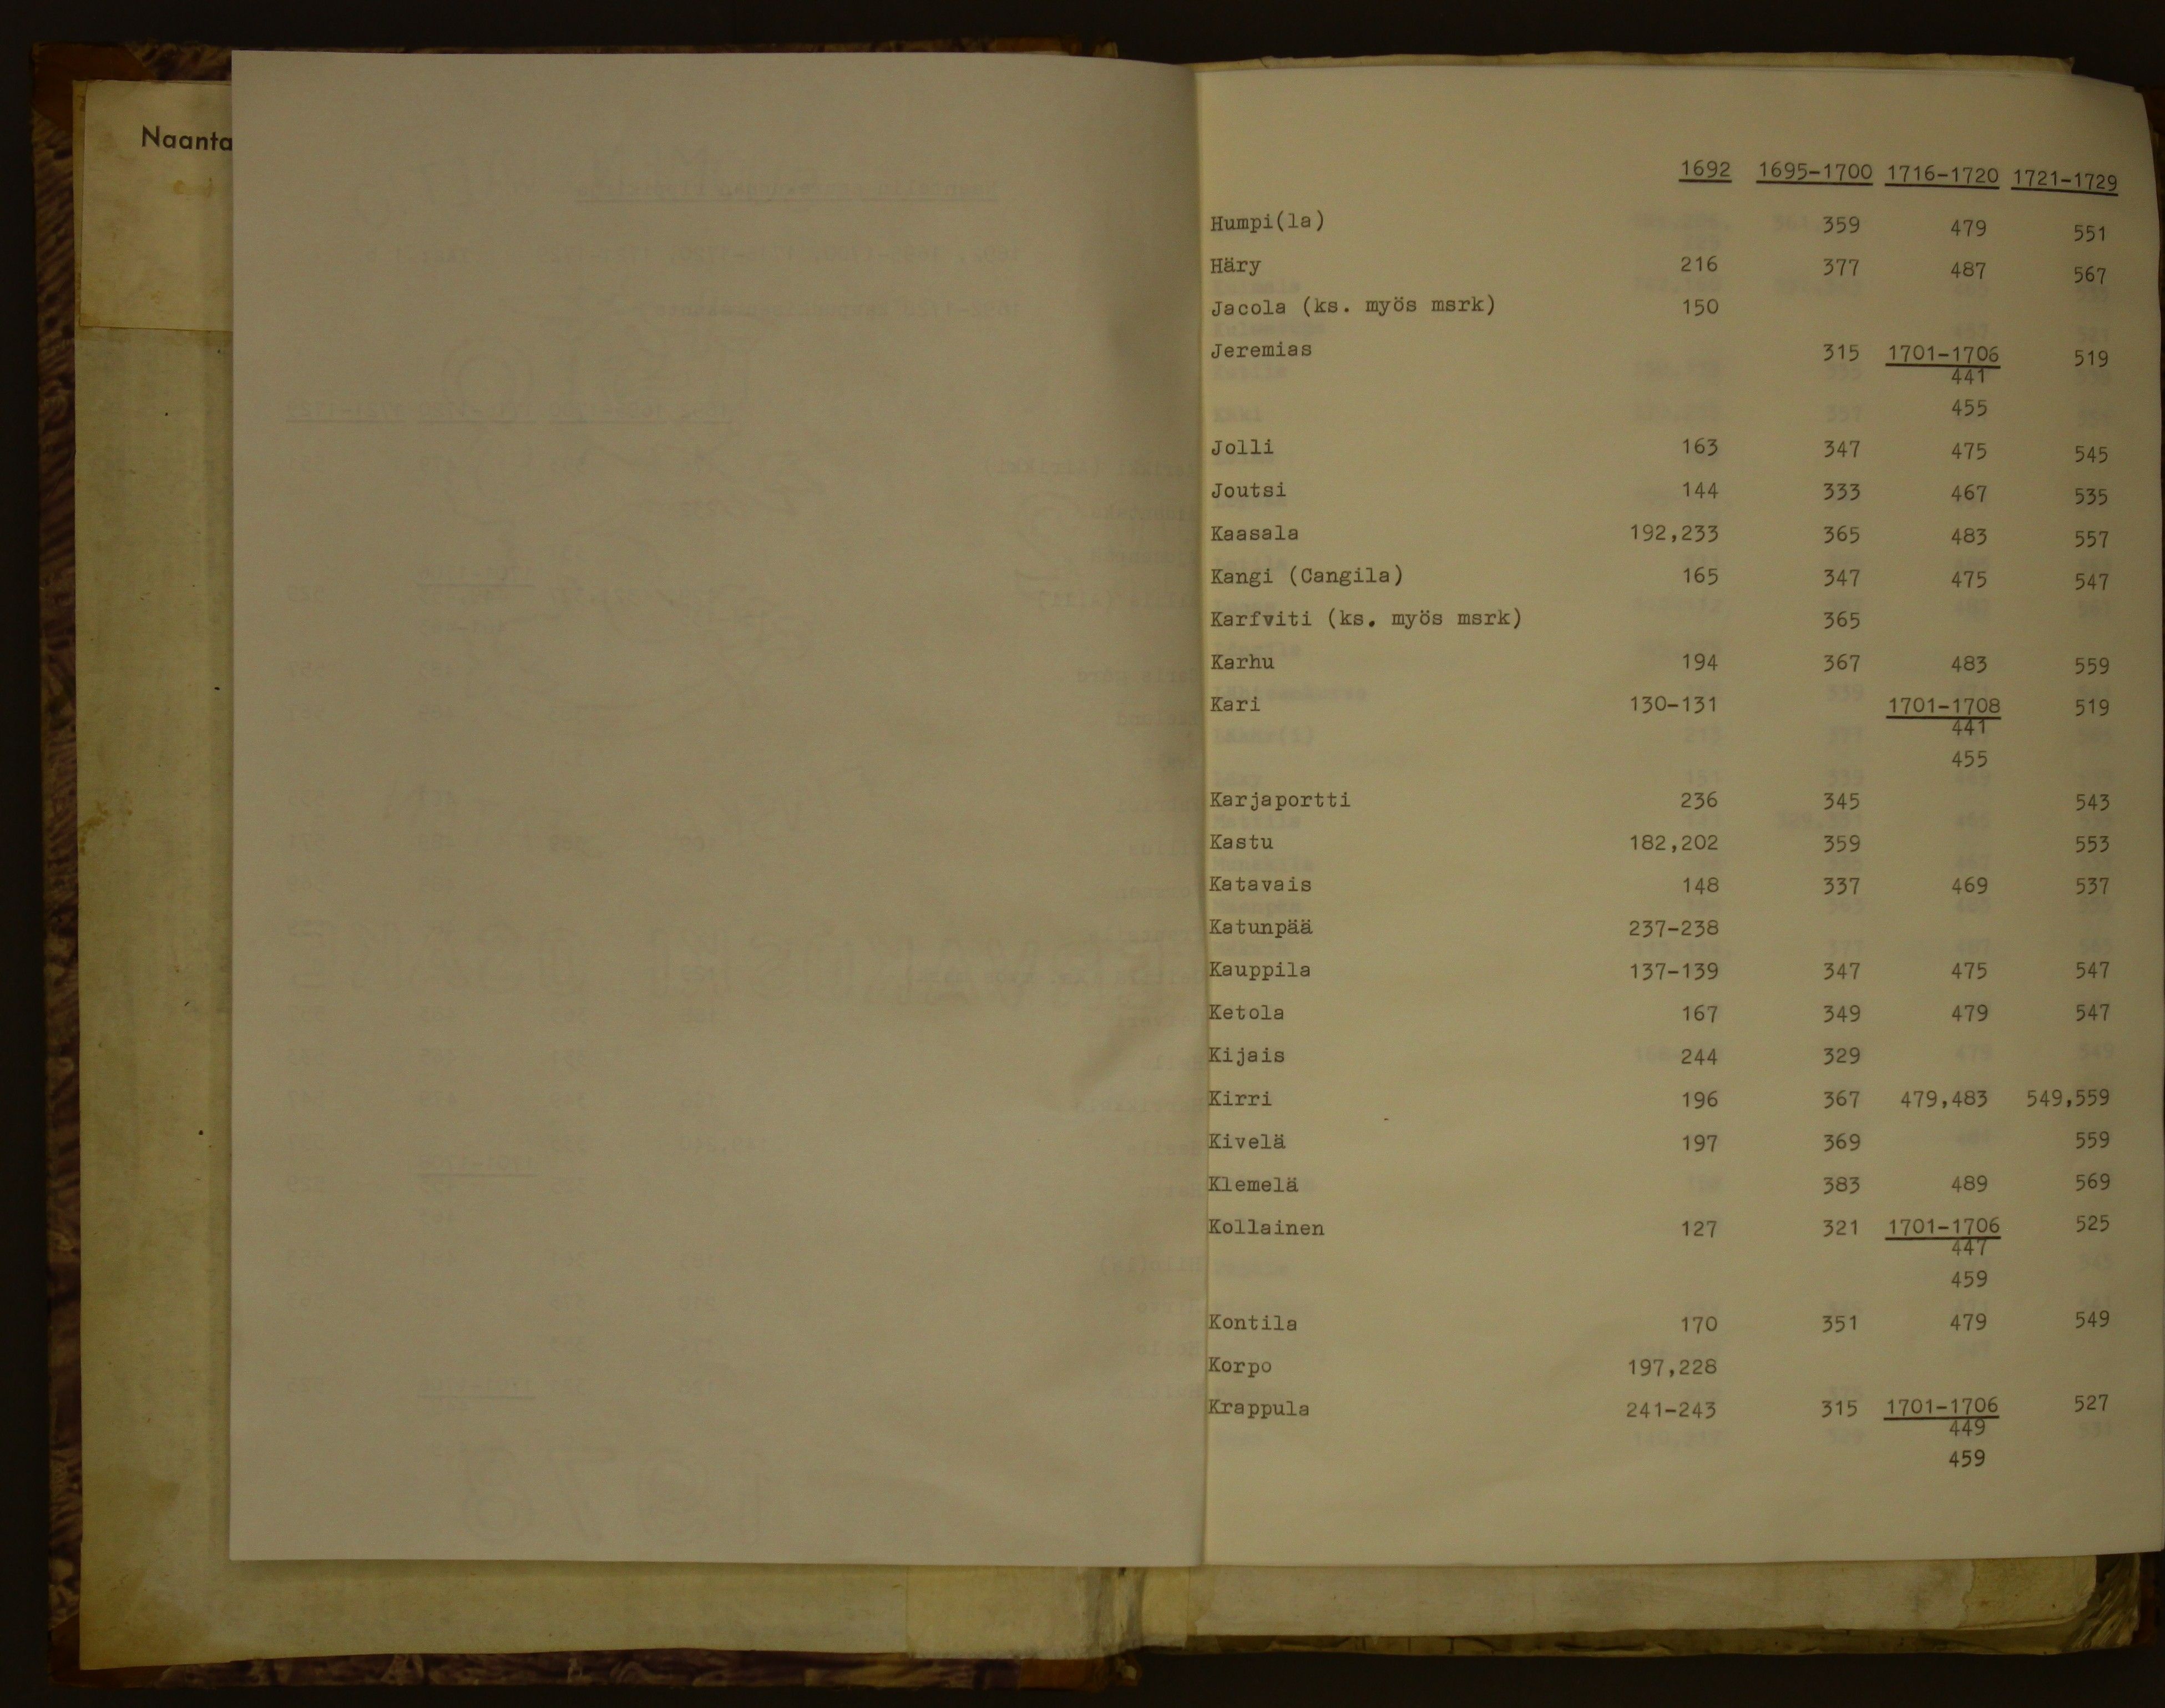 Naanta
1692 1695-1700 1716-1720 1721-1729
Humpi(la) 359 479 551
Häry 216 377 487 567
Jacola (ks. myös msrk) 150
Jeremias 315 1701-1706 519
441
455
Jolli 163 347 475 545
Joutsi 144 333 467 535
Kaasala 192,233 365 483 557
Kangi (Cangila) 165 347 475 547
Karfviti (ks. myös msrk) 365
Karhu 194 367 483 559
Kari 130-131 1701-1708 519
441
455
Karjaportti 236 345 543
Kastu 182,202 359 553
Katavais 148 337 469 537
Katunpää 237-238
Kauppila 137-139 347 475 547
Ketola 167 349 479 547
Kijais 244 329
Kirri 196 367 479,483 549,559
Kivelä 197 369 559
Klemelä 383 489 569
Kollainen 127 321 1701-1706 525
447
459
Kontila 170 351 479 549
Korpo 197,228
Krappula 241-243 315 1701-1706 527
449
459